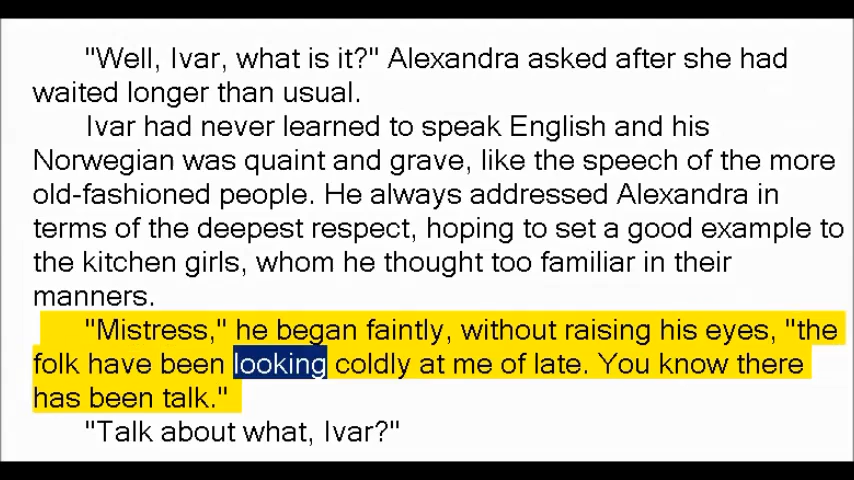 "Well, Ivar, what is it?" Alexandra asked after she had
waited longer than usual.
Ivar had never learned to speak English and his
Norwegian was quaint and grave, like the speech of the more
old-fashioned people. He always addressed Alexandra in
terms of the deepest respect, hoping to set a good example to
the kitchen girls, whom he thought too familiar in their
manners.
"Mistress," he began faintly, without raising his eyes, "the
folk have been looking coldly at me of late. You know there
has been talk."
"Talk about what, Ivar?"